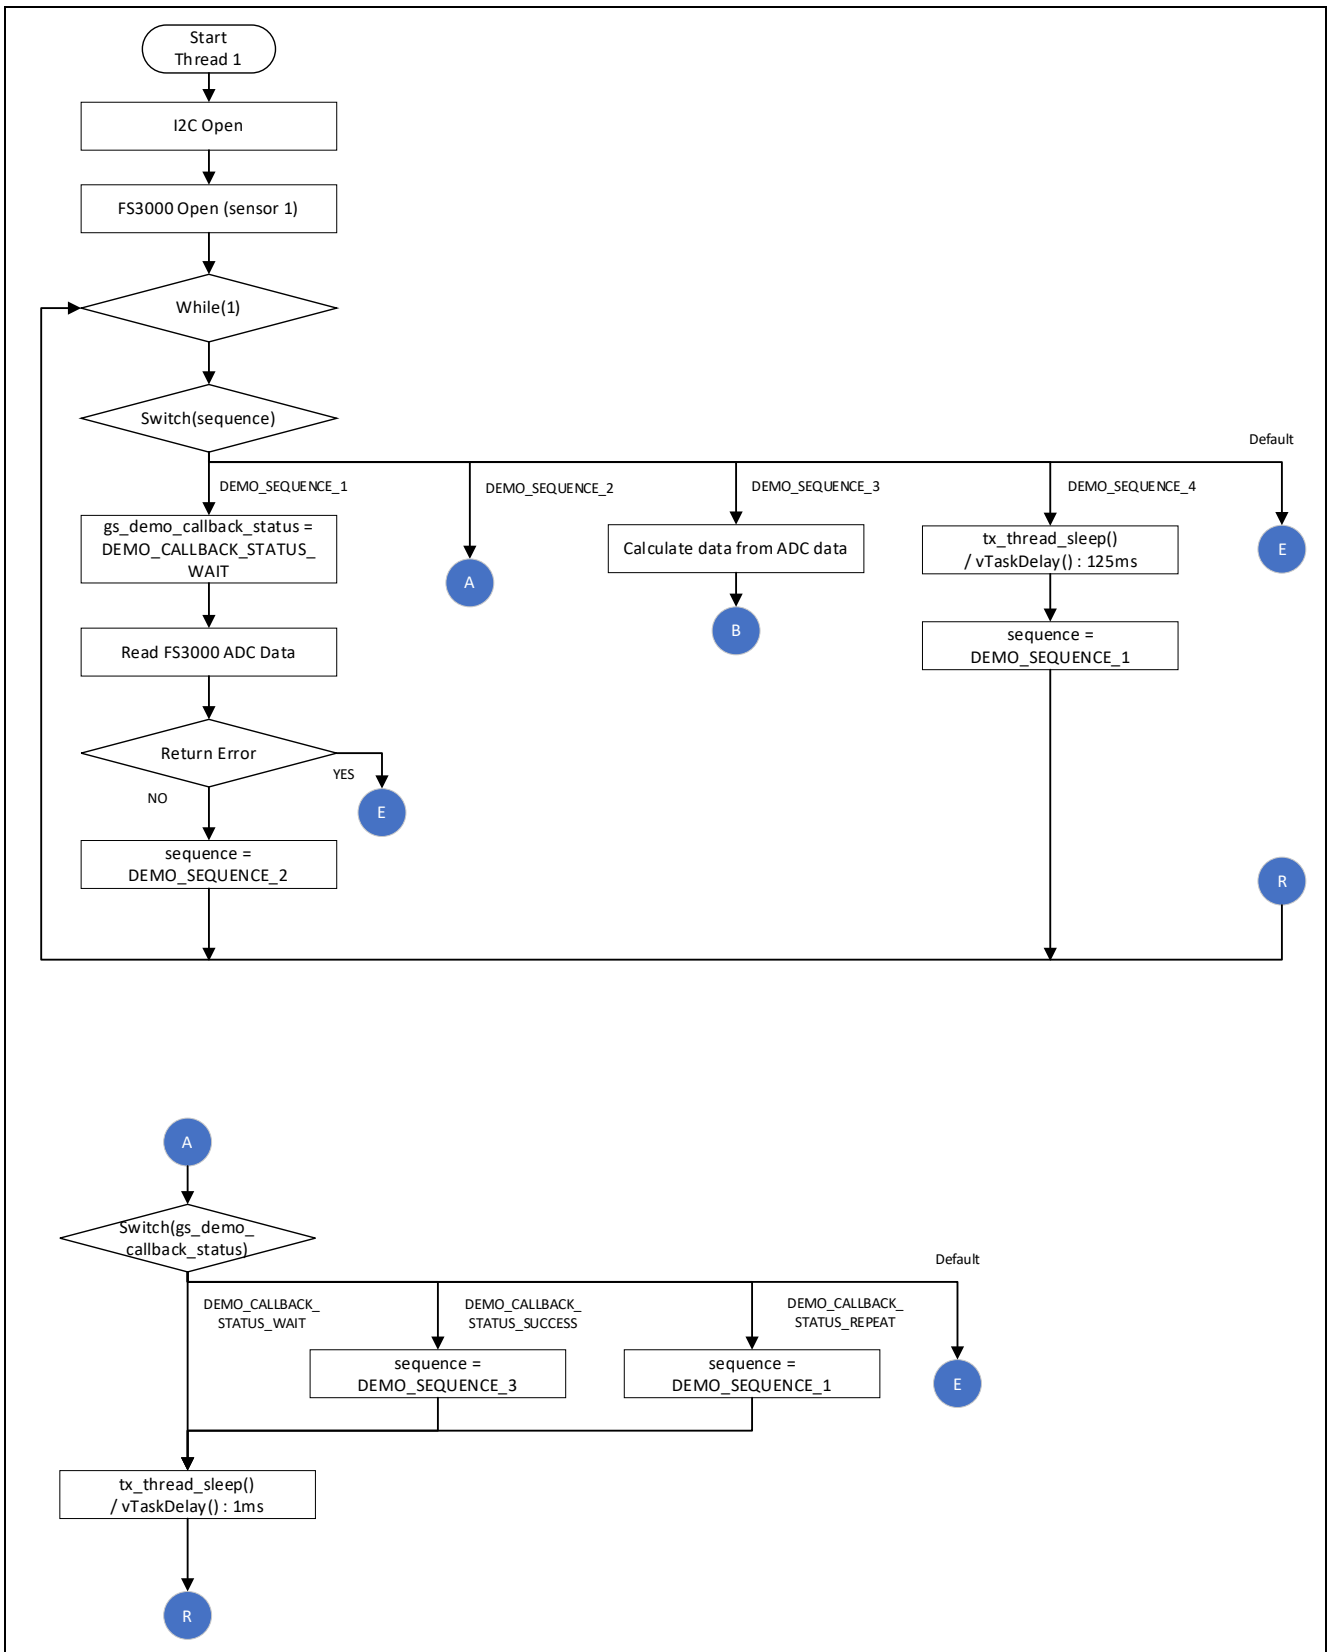 Start
Thread 1
I2C Open
FS3000 Open (sensor 1)
While(1)
Switch(sequence)
Default
DEMO_SEQUENCE_1
DEMO_SEQUENCE_2
DEMO_SEQUENCE_3
DEMO_SEQUENCE_4
gs_demo_callback_status =
DEMO_CALLBACK_STATUS_
WAIT
A
Calculate data from ADC data
B
tx_thread_sleep()
/ vTaskDelay() : 125ms
E
sequence =
DEMO_SEQUENCE_1
Read FS3000 ADC Data
Return Error
YES
NO
E
sequence =
DEMO_SEQUENCE_2
R
A
Switch(gs_demo_
callback_status)
Default
DEMO_CALLBACK_
STATUS_WAIT
DEMO_CALLBACK_
STATUS_SUCCESS
DEMO_CALLBACK_
STATUS_REPEAT
sequence =
DEMO_SEQUENCE_3
sequence =
DEMO_SEQUENCE_1
E
tx_thread_sleep()
/ vTaskDelay() : 1ms
R